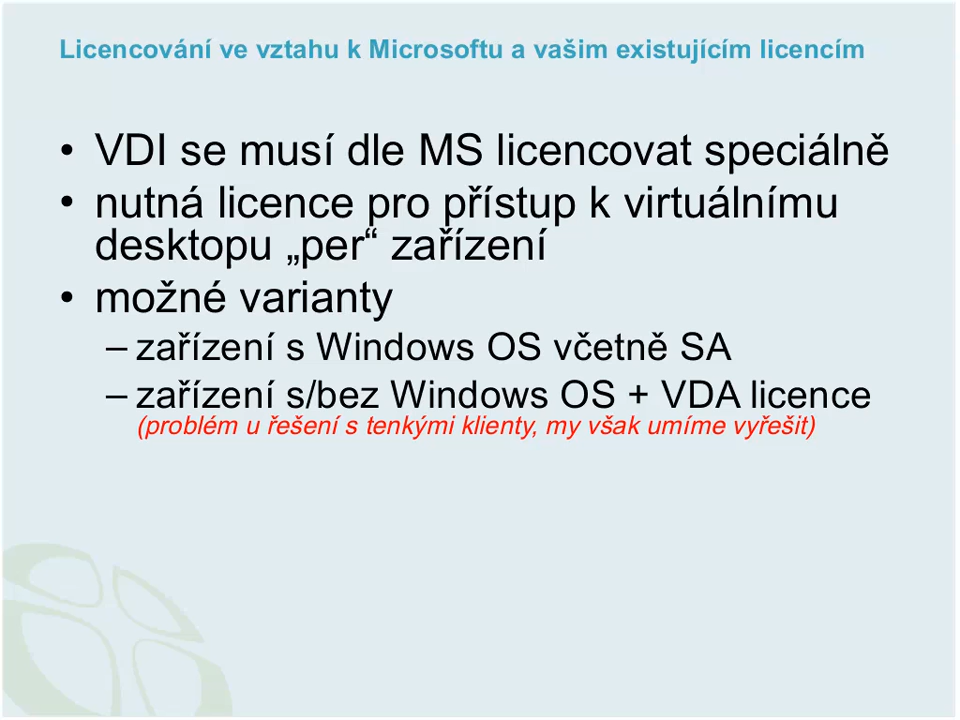 Licencování ve vztahu k Microsoftu a vašim existujícím licencím
• VDI se musí dle MS licencovat speciálně
• nutná licence pro přístup k virtuálnímu
desktopu „per“ zařízení
• možné varianty
– zařízení s Windows OS včetně SA
– zařízení s/bez Windows OS + VDA licence
(problém u řešení s tenkými klienty, my však umíme vyřešit)